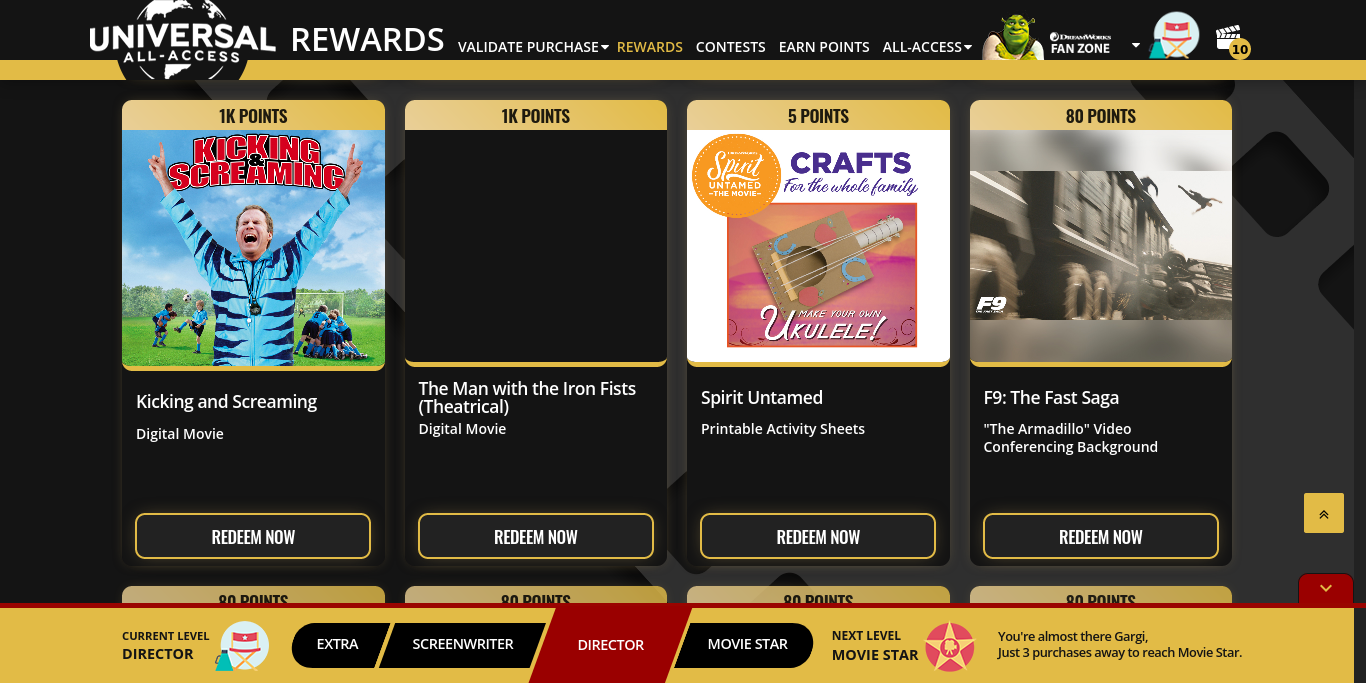 UNIVERSAL
ALL-ACCESS
REWARDS
VALIDATE PURCHASE
REWARDS
CONTESTS
EARN POINTS
ALL-ACCESS
DREAMWORKS
FAN ZONE
10
1K POINTS
KICKING
&
SCREAMING
Kicking and Screaming
Digital Movie
REDEEM NOW
1K POINTS
The Man with the Iron Fists
(Theatrical)
Digital Movie
REDEEM NOW
5 POINTS
Spirit
UNTAMED
THE MOVIE
CRAFTS
For the whole family
MAKE YOUR OWN
UKULELE!
Spirit Untamed
Printable Activity Sheets
REDEEM NOW
80 POINTS
F9
THE FAST SAGA
F9: The Fast Saga
"The Armadillo" Video
Conferencing Background
REDEEM NOW
80 POINTS
80 POINTS
80 POINTS
80 POINTS
CURRENT LEVEL
DIRECTOR
EXTRA
SCREENWRITER
DIRECTOR
MOVIE STAR
NEXT LEVEL
MOVIE STAR
You're almost there Gargi,
Just 3 purchases away to reach Movie Star.